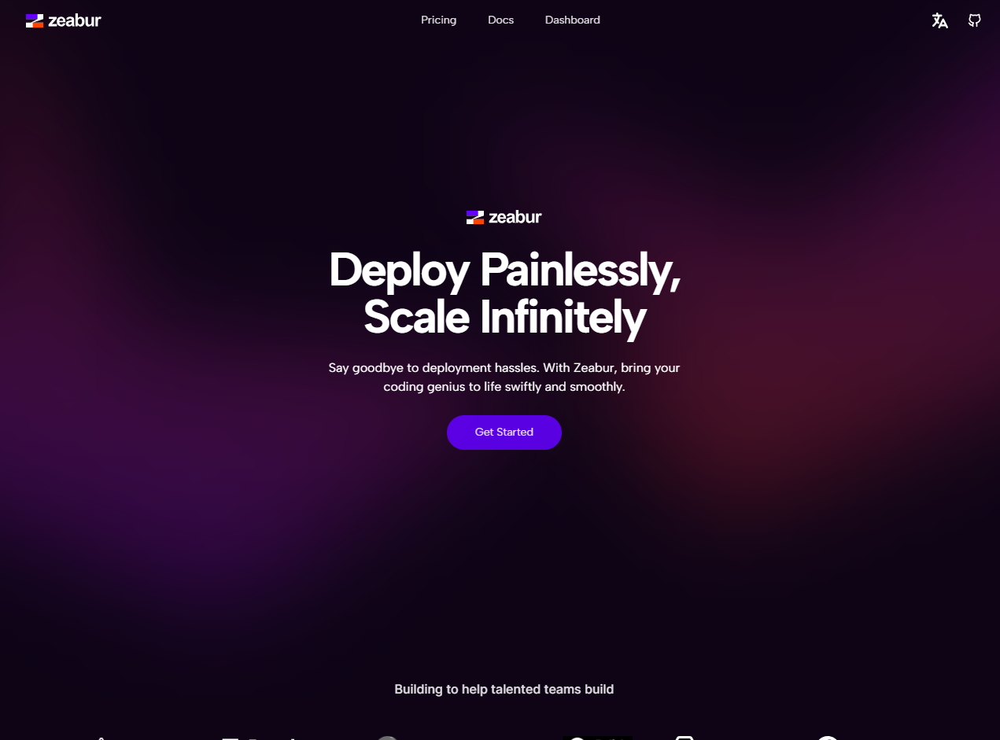 zeabur
Pricing
Docs
Dashboard
zeabur
Deploy Painlessly,
Scale Infinitely
Say goodbye to deployment hassles. With Zeabur, bring your
coding genius to life swiftly and smoothly.
Get Started
Building to help talented teams build